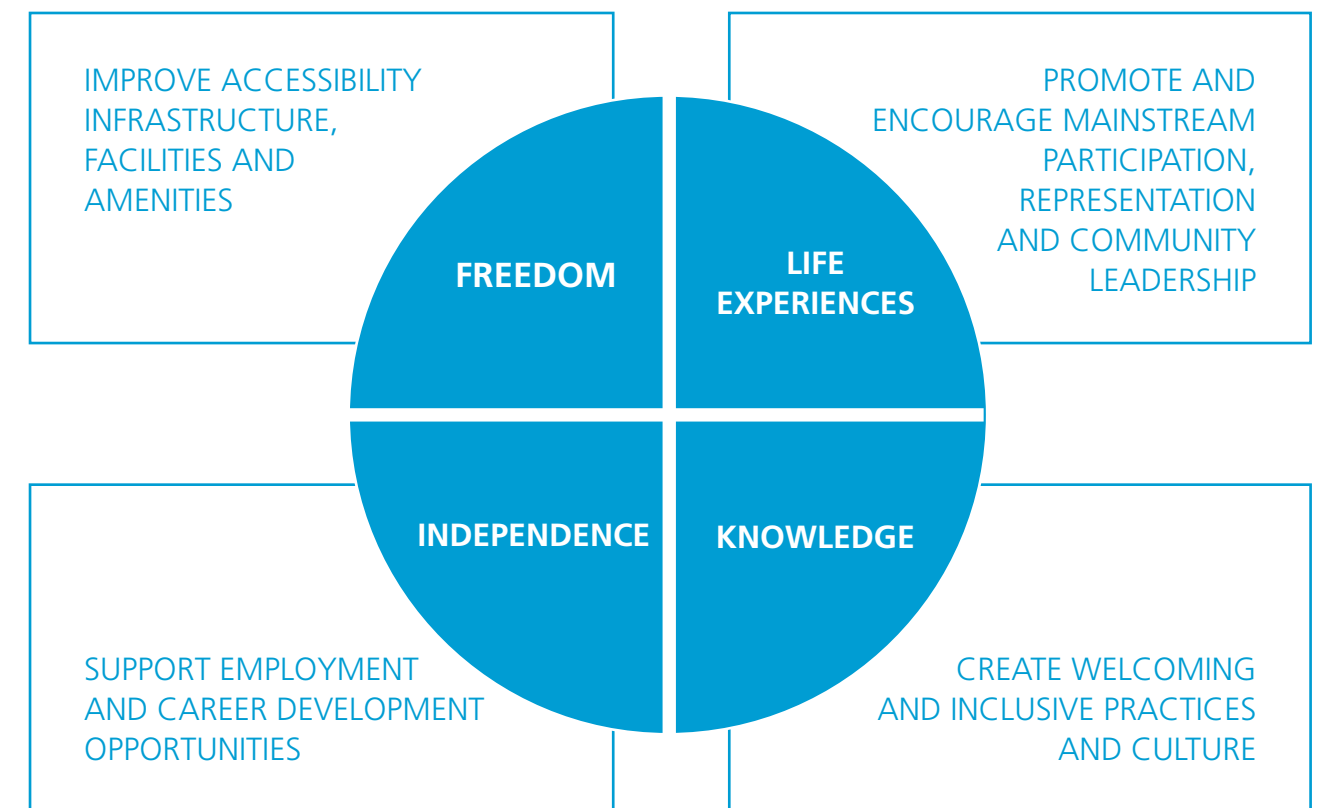 IMPROVE ACCESSIBILITY
INFRASTRUCTURE,
FACILITIES AND
AMENITIES
FREEDOM
PROMOTE AND
ENCOURAGE MAINSTREAM
PARTICIPATION,
REPRESENTATION
AND COMMUNITY
LEADERSHIP
LIFE
EXPERIENCES
INDEPENDENCE
SUPPORT EMPLOYMENT
AND CAREER DEVELOPMENT
OPPORTUNITIES
KNOWLEDGE
CREATE WELCOMING
AND INCLUSIVE PRACTICES
AND CULTURE